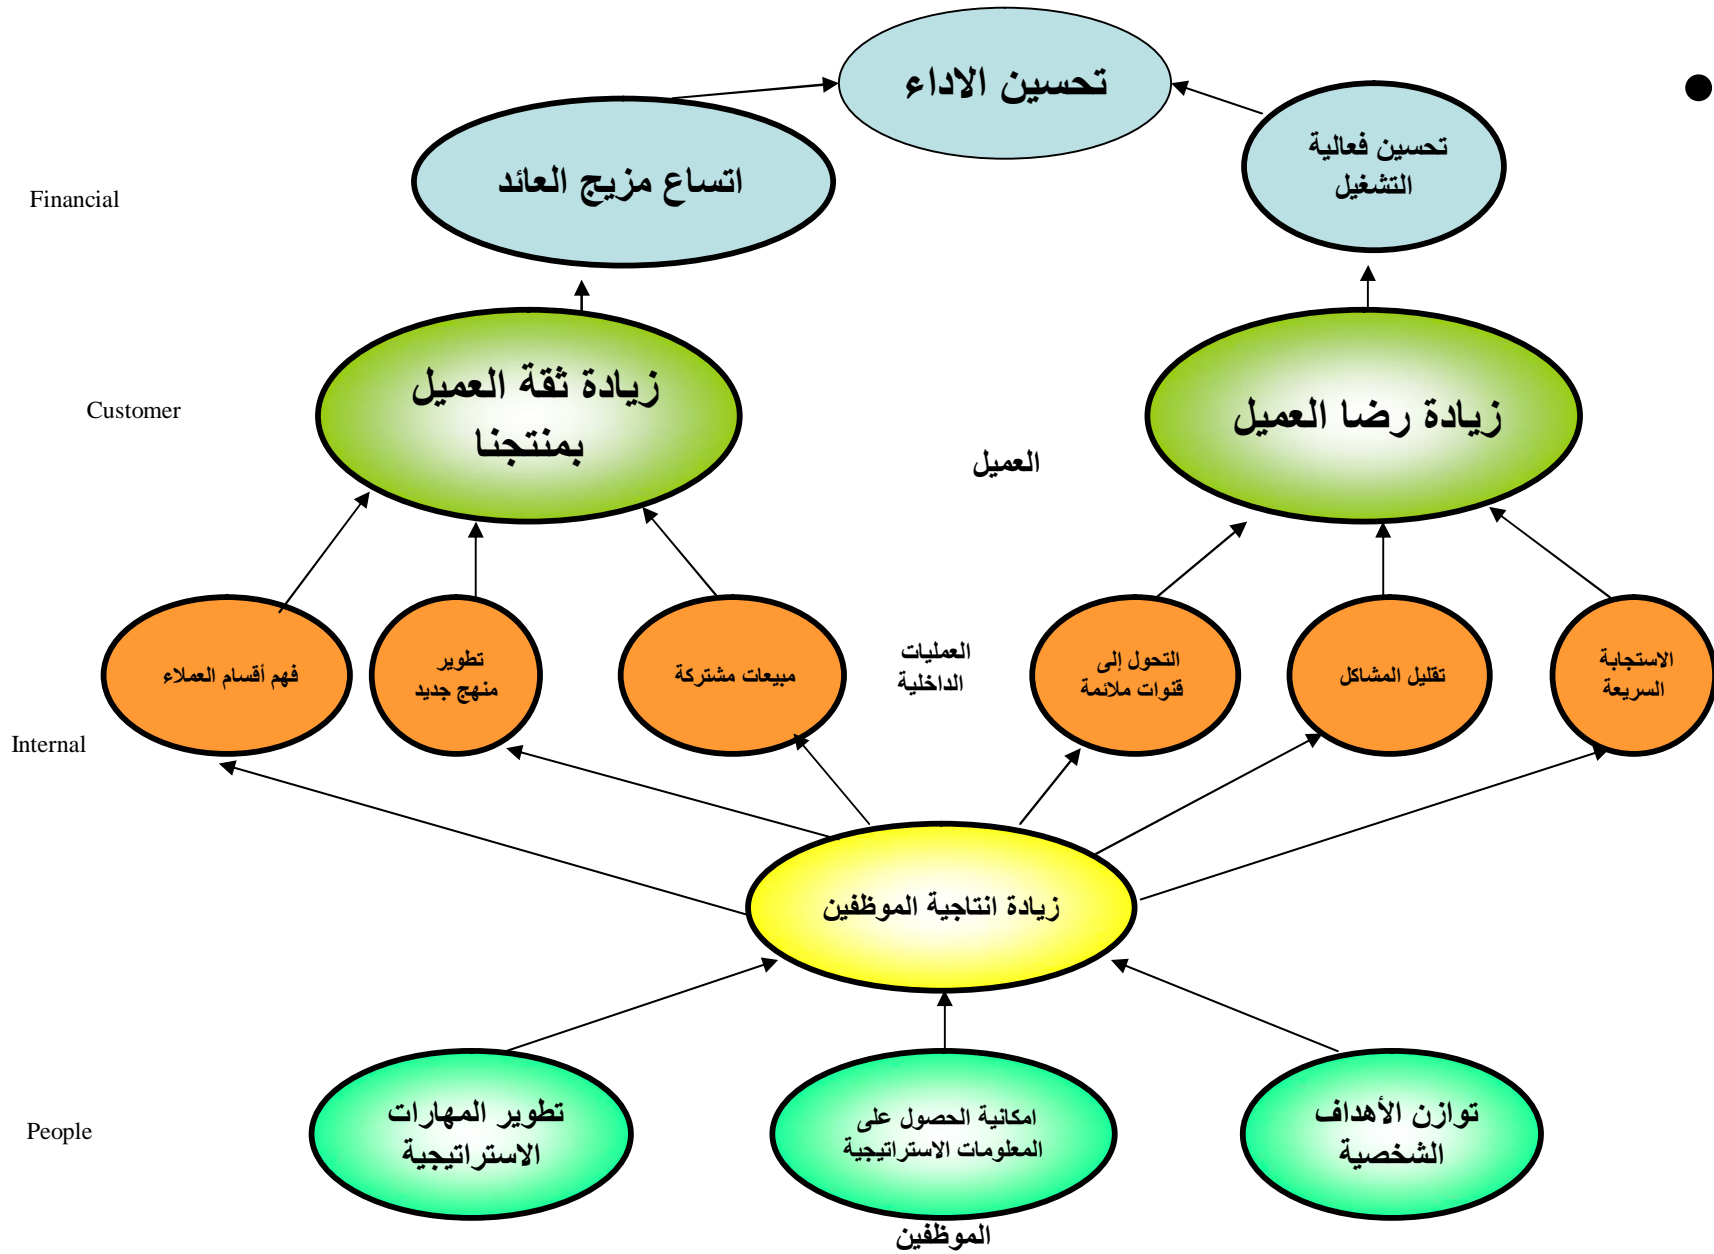 تحسين الاداء
●
تحسين فعالية
التشغيل
اتساع مزيج العائد
Financial
زيادة رضا العميل
زيادة ثقة العميل
بمنتجنا
Customer
العميل
الاستجابة
السريعة
تقليل المشاكل
التحول إلى
قنوات ملائمة
العمليات
الداخلية
مبيعات مشتركة
تطوير
منهج جديد
فهم أقسام العملاء
Internal
زيادة انتاجية الموظفين
توازن الأهداف
الشخصية
امكانية الحصول على
المعلومات الاستراتيجية
تطوير المهارات
الاستراتيجية
People
الموظفين